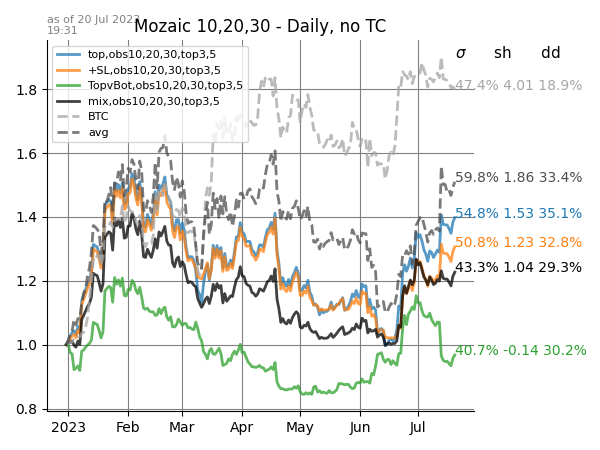 as of 20 Jul 2023
19:31
Mozaic 10,20,30 - Daily, no TC
σ sh dd
top,obs10,20,30,top3,5
+SL,obs10,20,30,top3,5
TopvBot,obs10,20,30,top3,5
mix,obs10,20,30,top3,5
BTC
avg
47.4% 4.01 18.9%
59.8% 1.86 33.4%
54.8% 1.53 35.1%
50.8% 1.23 32.8%
43.3% 1.04 29.3%
40.7% -0.14 30.2%
1.8
1.6
1.4
1.2
1.0
0.8
2023 Feb Mar Apr May Jun Jul